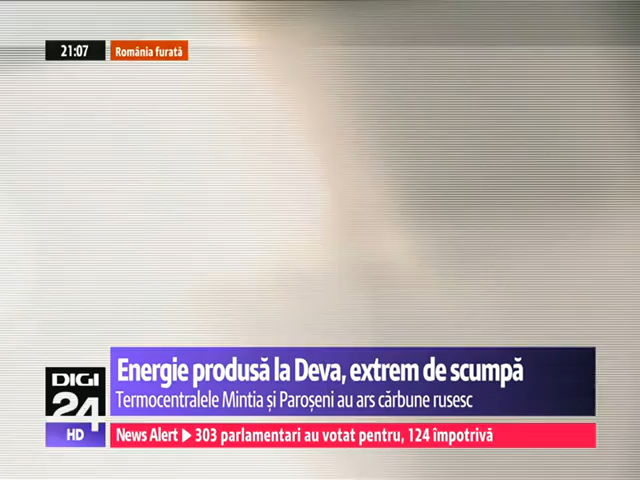 21:07 România furată
Energie produsă la Deva, extrem de scumpă
Termocentralele Mintia și Paroșeni au ars cărbune rusesc
DIGI
24
HD
News Alert ▶ 303 parlamentari au votat pentru, 124 împotrivă